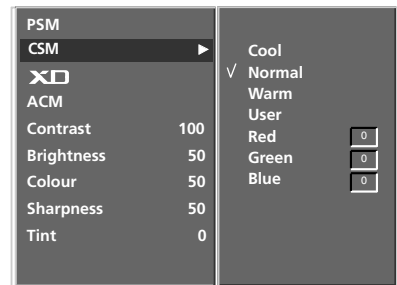 PSM
CSM ►
XD
ACM
Contrast 100
Brightness 50
Colour 50
Sharpness 50
Tint 0
Cool
√ Normal
Warm
User
Red 0
Green 0
Blue 0